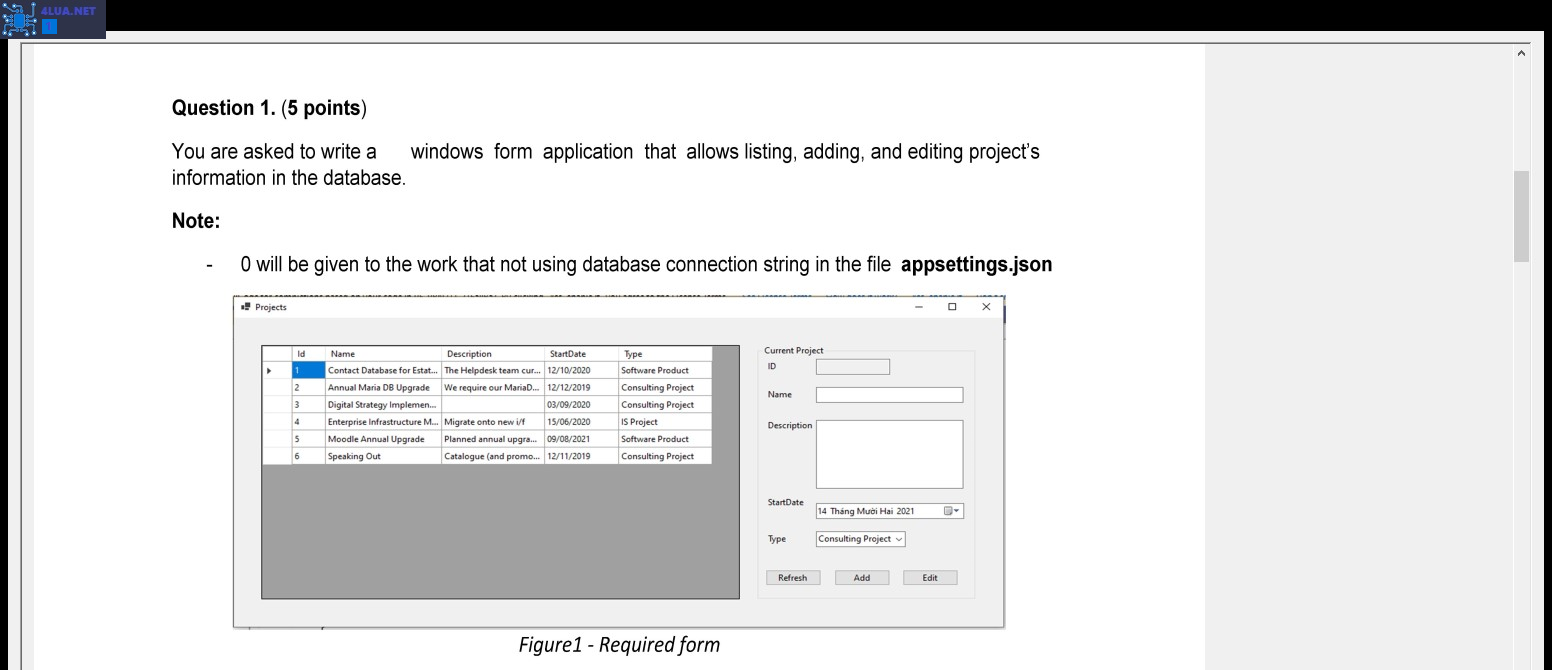 4LUA.NET
Question 1. (5 points)
You are asked to write a windows form application that allows listing, adding, and editing project's
information in the database.
Note:
- 0 will be given to the work that not using database connection string in the file appsettings.json
Projects
Id Name Description StartDate Type
1 Contact Database for Estat... The Helpdesk team cur... 12/10/2020 Software Product
2 Annual Maria DB Upgrade We require our MariaD... 12/12/2019 Consulting Project
3 Digital Strategy Implemen... 03/09/2020 Consulting Project
4 Enterprise Infrastructure M... Migrate onto new i/f 15/06/2020 IS Project
5 Moodle Annual Upgrade Planned annual upgra... 09/08/2021 Software Product
6 Speaking Out Catalogue (and promo... 12/11/2019 Consulting Project
Current Project
ID
Name
Description
StartDate 14 Tháng Mười Hai 2021
Type Consulting Project
Refresh Add Edit
Figure1 - Required form